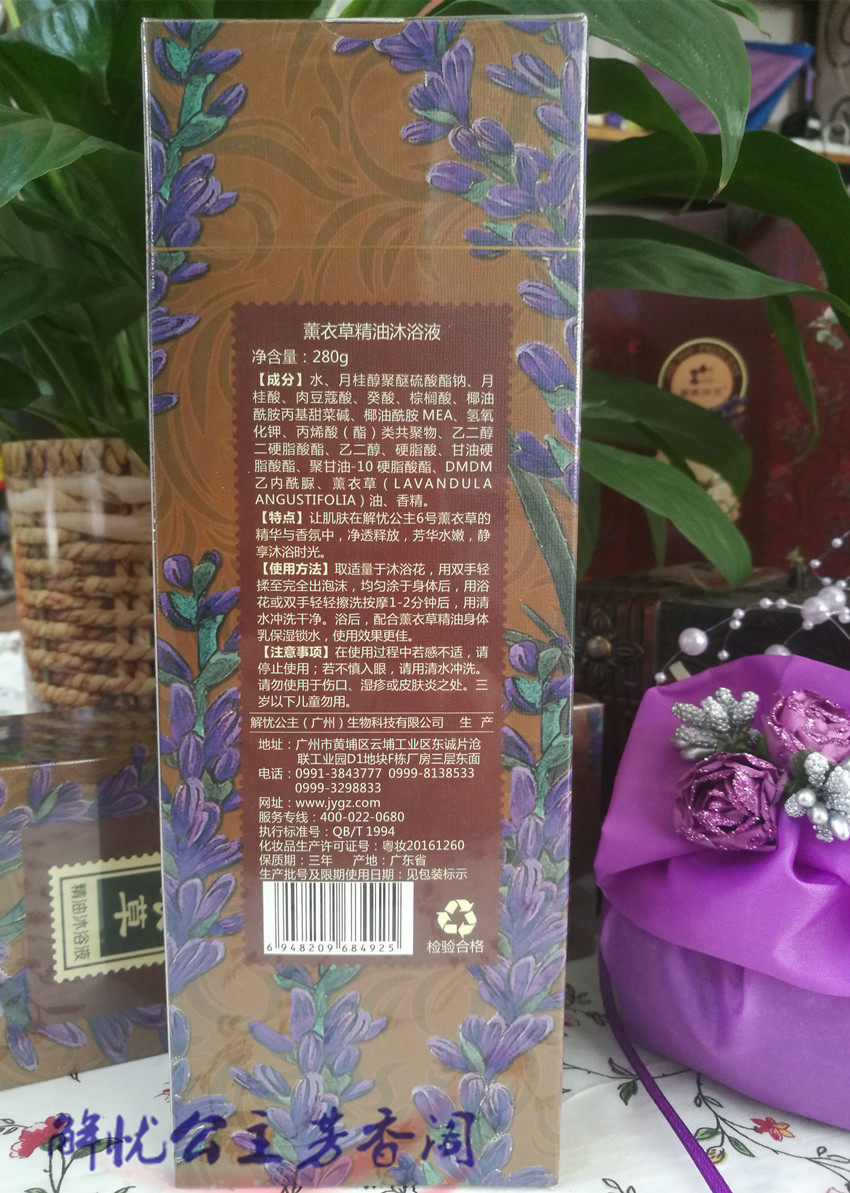 薰衣草精油沐浴液
净含量：280g
【成分】水、月桂醇聚醚硫酸酯钠、月
桂酸、肉豆蔻酸、癸酸、棕榈酸、椰油
酰胺丙基甜菜碱、椰油酰胺MEA、氢氧
化钾、丙烯酸（酯）类共聚物、乙二醇
二硬脂酸酯、乙二醇、硬脂酸、甘油硬
脂酸酯、聚甘油-10硬脂酸酯、DMDM
乙内酰脲、薰衣草（LAVANDULA
ANGUSTIFOLIA）油、香精。
【特点】让肌肤在解忧公主6号薰衣草的
精华与香氛中，净透释放，芳华水嫩，静
享沐浴时光。
【使用方法】取适量于沐浴花，用双手轻
揉至完全出泡沫，均匀涂于身体后，用浴
花或双手轻轻擦洗按摩1-2分钟后，用清
水冲洗干净。浴后，配合薰衣草精油身体
乳保湿锁水，使用效果更佳。
【注意事项】在使用过程中若感不适，请
停止使用；若不慎入眼，请用清水冲洗。
请勿使用于伤口、湿疹或皮肤炎之处。三
岁以下儿童勿用。
解忧公主（广州）生物科技有限公司 生 产
地址：广州市黄埔区云埔工业区东诚片沧
联工业园D1地块F栋厂房三层东面
电话：0991-3843777 0999-8138533
0999-3298833
网址：www.jygz.com
服务专线：400-022-0680
执行标准号：QB/T 1994
化妆品生产许可证号：粤妆20161260
保质期：三年 产地：广东省
生产批号及限期使用日期：见包装标示
6 948209 684925
检验合格
草
精油沐浴液
解忧公主芳香阁